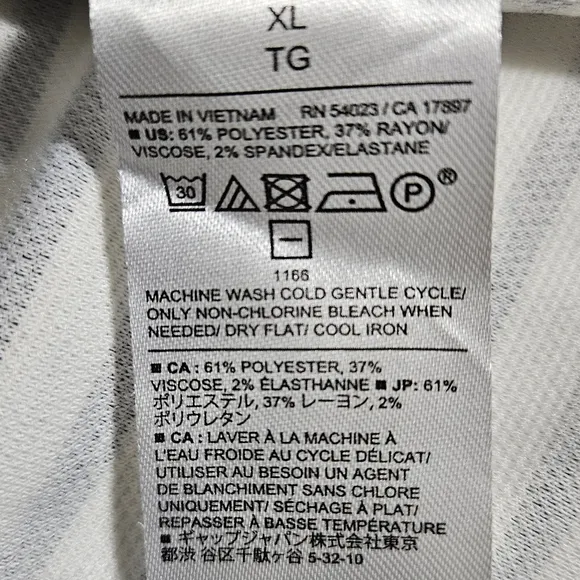 XL
TG
MADE IN VIETNAM RN 54023 / CA 17897
■ US: 61% POLYESTER, 37% RAYON/
VISCOSE, 2% SPANDEX/ELASTANE
30 P®
1166
MACHINE WASH COLD GENTLE CYCLE/
ONLY NON-CHLORINE BLEACH WHEN
NEEDED/ DRY FLAT/ COOL IRON
■ CA : 61% POLYESTER, 37%
VISCOSE, 2% ÉLASTHANNE ■ JP: 61%
ポリエステル, 37% レーヨン, 2%
ポリウレタン
■ CA : LAVER À LA MACHINE À
L'EAU FROIDE AU CYCLE DÉLICAT/
UTILISER AU BESOIN UN AGENT
DE BLANCHIMENT SANS CHLORE
UNIQUEMENT/ SÉCHAGE À PLAT/
REPASSER À BASSE TEMPÉRATURE
■ ギャップジャパン株式会社東京
都渋 谷区千駄ヶ谷 5-32-10